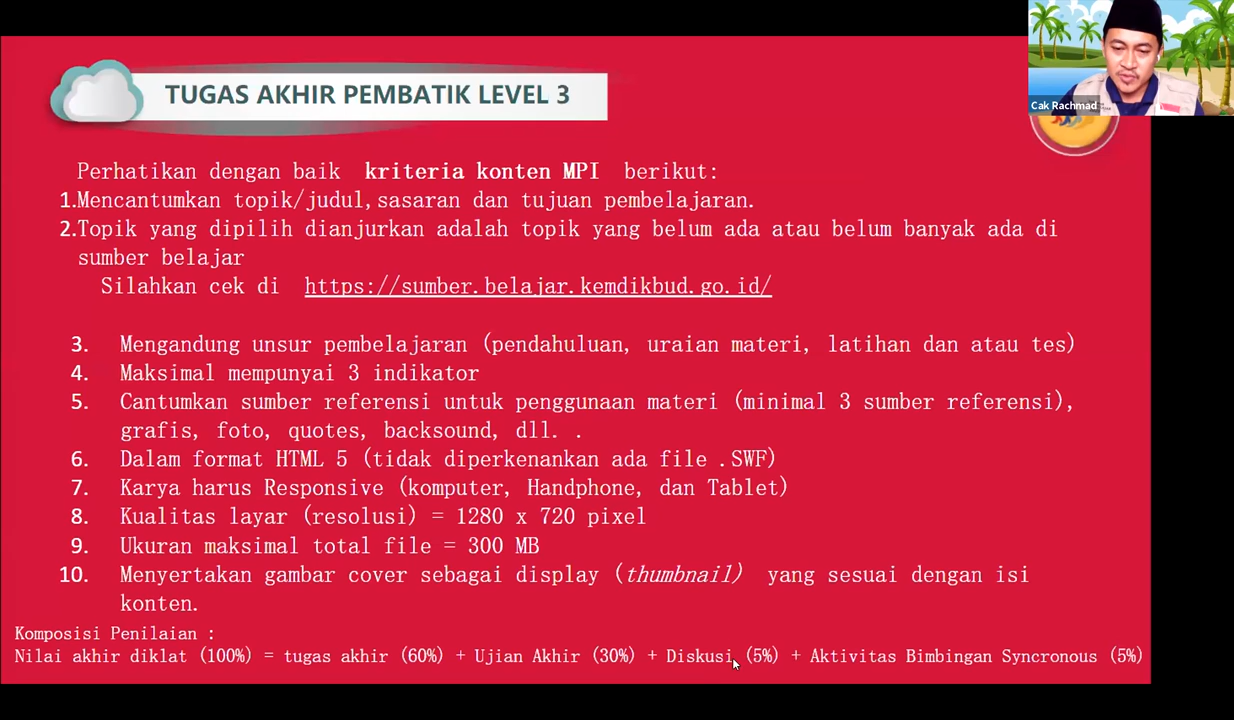 Cak Rachmad
TUGAS AKHIR PEMBATIK LEVEL 3
Perhatikan dengan baik kriteria konten MPI berikut:
1.Mencantumkan topik/judul,sasaran dan tujuan pembelajaran.
2.Topik yang dipilih dianjurkan adalah topik yang belum ada atau belum banyak ada di
sumber belajar
Silahkan cek di https://sumber.belajar.kemdikbud.go.id/
3. Mengandung unsur pembelajaran (pendahuluan, uraian materi, latihan dan atau tes)
4. Maksimal mempunyai 3 indikator
5. Cantumkan sumber referensi untuk penggunaan materi (minimal 3 sumber referensi),
grafis, foto, quotes, backsound, dll. .
6. Dalam format HTML 5 (tidak diperkenankan ada file .SWF)
7. Karya harus Responsive (komputer, Handphone, dan Tablet)
8. Kualitas layar (resolusi) = 1280 x 720 pixel
9. Ukuran maksimal total file = 300 MB
10. Menyertakan gambar cover sebagai display (thumbnail) yang sesuai dengan isi
konten.
Komposisi Penilaian :
Nilai akhir diklat (100%) = tugas akhir (60%) + Ujian Akhir (30%) + Diskusi (5%) + Aktivitas Bimbingan Syncronous (5%)